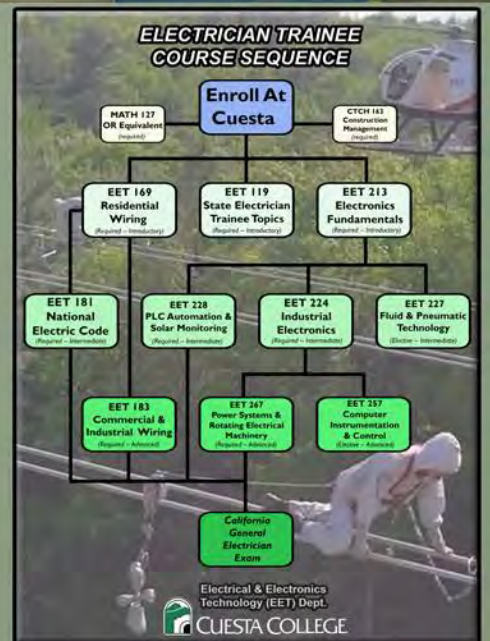 ELECTRICIAN TRAINEE
COURSE SEQUENCE
Enroll At
Cuesta
MATH 127
OR Equivalent
(required)
CTCH 163
Construction
Management
(required)
EET 169
Residential
Wiring
(Required – Introductory)
EET 119
State Electrician
Trainee Topics
(Required – Introductory)
EET 213
Electronics
Fundamentals
(Required – Introductory)
EET 181
National
Electric Code
(Required – Intermediate)
EET 228
PLC Automation &
Solar Monitoring
(Required – Intermediate)
EET 224
Industrial
Electronics
(Required – Intermediate)
EET 227
Fluid & Pneumatic
Technology
(Elective – Intermediate)
EET 183
Commercial &
Industrial Wiring
(Required – Advanced)
EET 267
Power Systems &
Rotating Electrical
Machinery
(Required – Advanced)
EET 257
Computer
Instrumentation
& Control
(Elective – Advanced)
California
General
Electrician
Exam
Electrical & Electronics
Technology (EET) Dept.
CUESTA COLLEGE